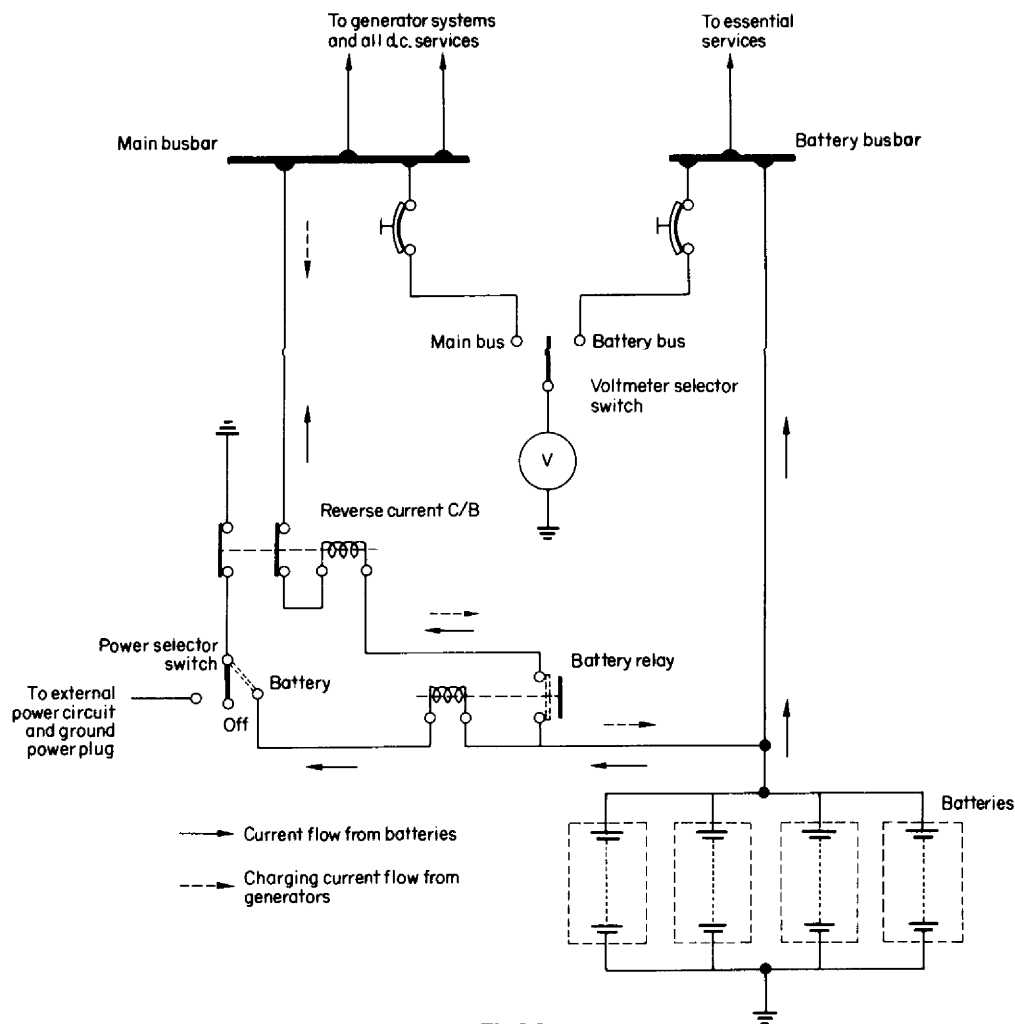 To generator systems
and all d.c. services
To essential
services
Main busbar
Battery busbar
Main bus
Battery bus
Voltmeter selector
switch
V
Reverse current C/B
Power selector
switch
Battery
Battery relay
To external
power circuit
and ground
power plug
Off
Batteries
Current flow from batteries
Charging current flow from
generators